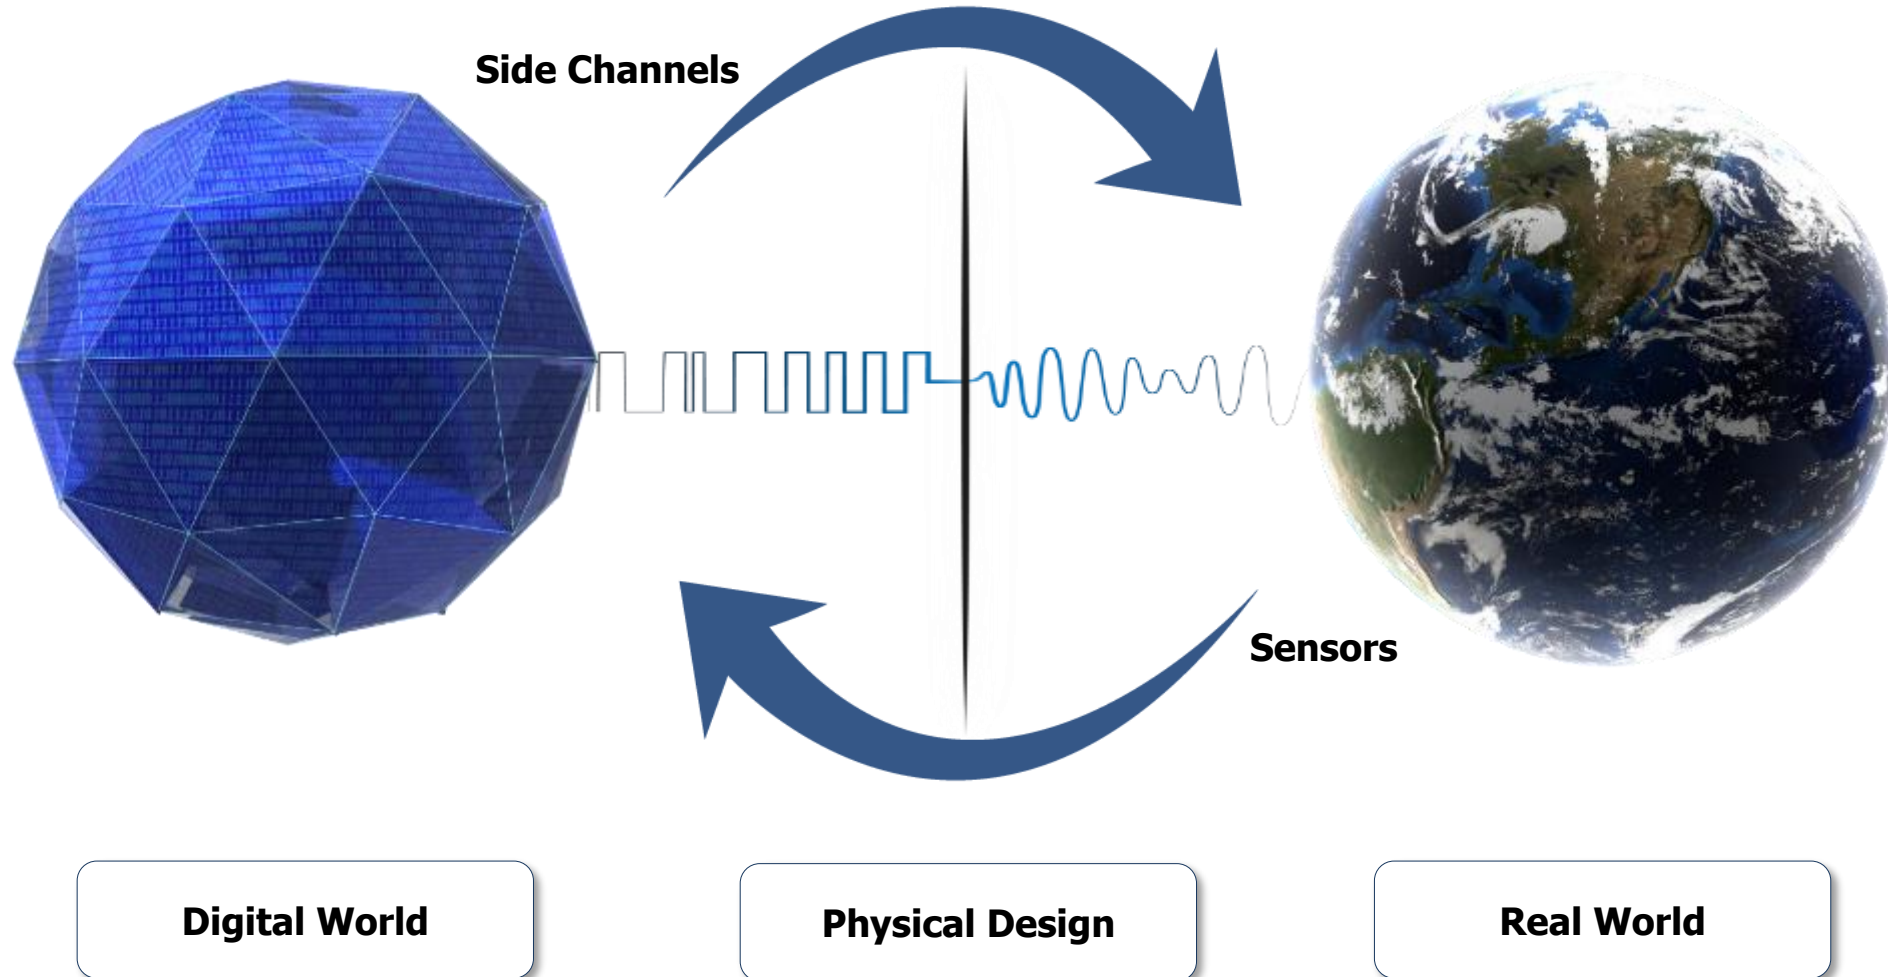 Side Channels
Sensors
Digital World
Physical Design
Real World